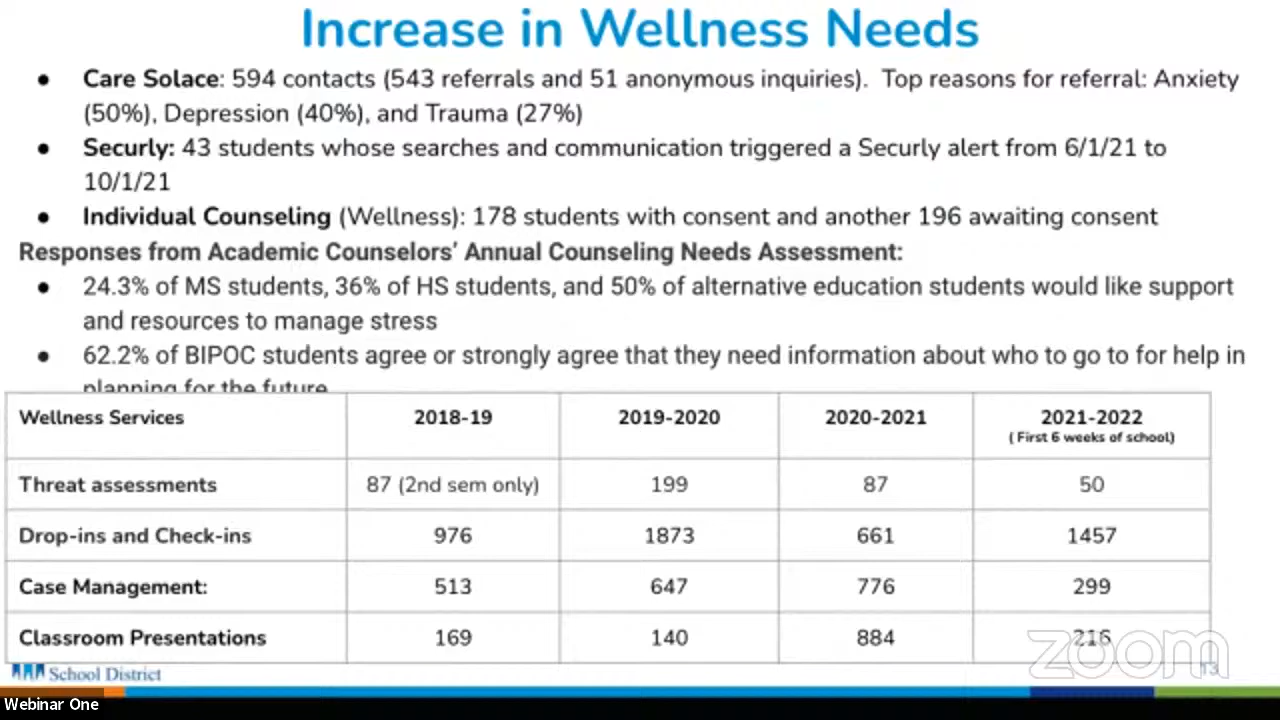 Increase in Wellness Needs
● Care Solace: 594 contacts (543 referrals and 51 anonymous inquiries). Top reasons for referral: Anxiety
(50%), Depression (40%), and Trauma (27%)
● Securly: 43 students whose searches and communication triggered a Securly alert from 6/1/21 to
10/1/21
● Individual Counseling (Wellness): 178 students with consent and another 196 awaiting consent
Responses from Academic Counselors’ Annual Counseling Needs Assessment:
● 24.3% of MS students, 36% of HS students, and 50% of alternative education students would like support
and resources to manage stress
● 62.2% of BIPOC students agree or strongly agree that they need information about who to go to for help in
planning for the future
Wellness Services 2018-19 2019-2020 2020-2021 2021-2022
( First 6 weeks of school)
Threat assessments 87 (2nd sem only) 199 87 50
Drop-ins and Check-ins 976 1873 661 1457
Case Management: 513 647 776 299
Classroom Presentations 169 140 884 216
zoom
School District 13
Webinar One